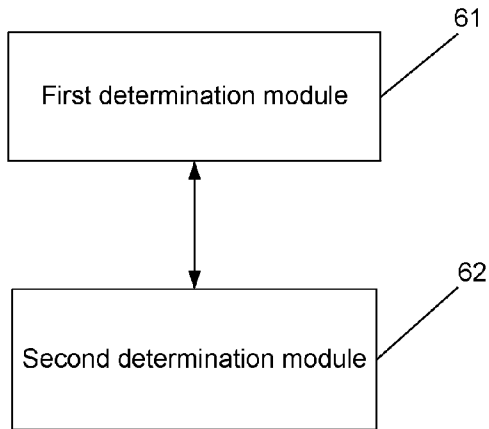 61
First determination module
62
Second determination module